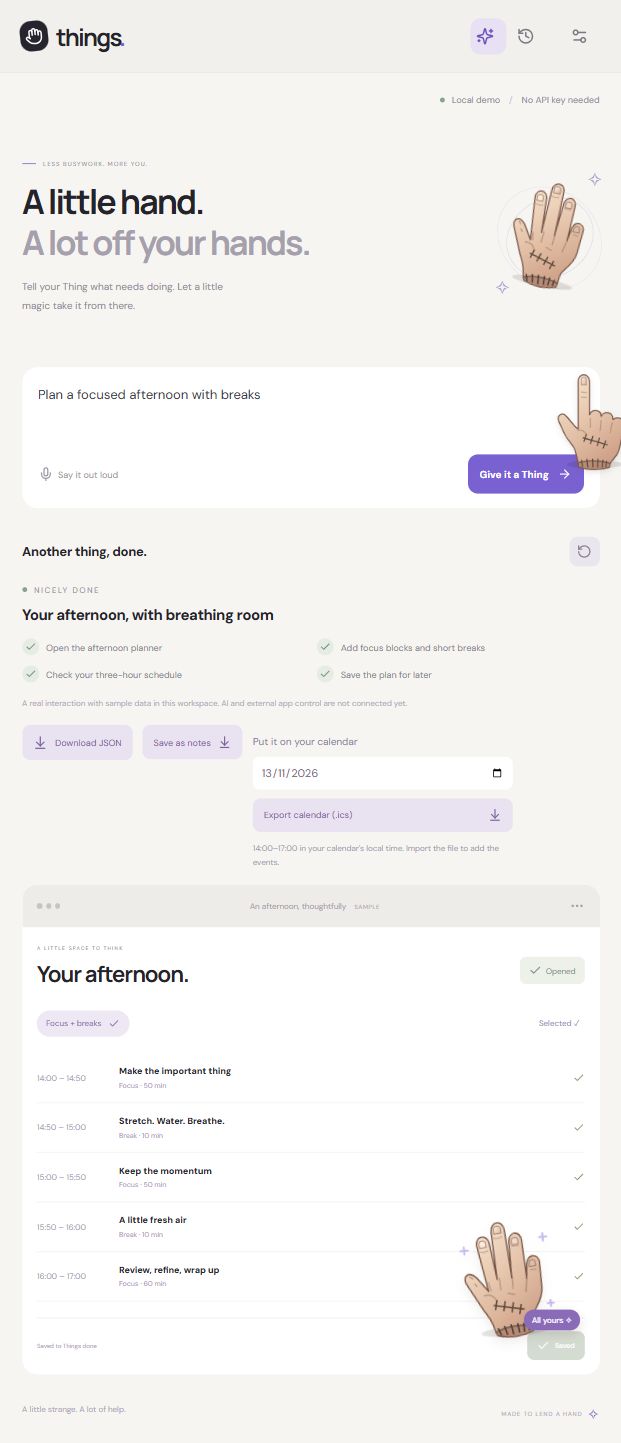 things.
Local demo / No API key needed
LESS BUSYWORK. MORE YOU.
A little hand.
A lot off your hands.
Tell your Thing what needs doing. Let a little
magic take it from there.
Plan a focused afternoon with breaks
Say it out loud
Give it a Thing
Another thing, done.
NICELY DONE
Your afternoon, with breathing room
Open the afternoon planner
Add focus blocks and short breaks
Check your three-hour schedule
Save the plan for later
A real interaction with sample data in this workspace. AI and external app control are not connected yet.
Download JSON
Save as notes
Put it on your calendar
13/11/2026
Export calendar (.ics)
14:00–17:00 in your calendar's local time. Import the file to add the
events.
An afternoon, thoughtfully SAMPLE
A LITTLE SPACE TO THINK
Your afternoon.
Opened
Focus + breaks
Selected ✓
14:00 – 14:50
Make the important thing
Focus · 50 min
14:50 – 15:00
Stretch. Water. Breathe.
Break · 10 min
15:00 – 15:50
Keep the momentum
Focus · 50 min
15:50 – 16:00
A little fresh air
Break · 10 min
16:00 – 17:00
Review, refine, wrap up
Focus · 60 min
All yours ✧
Saved to Things done
Saved
A little strange. A lot of help.
MADE TO LEND A HAND